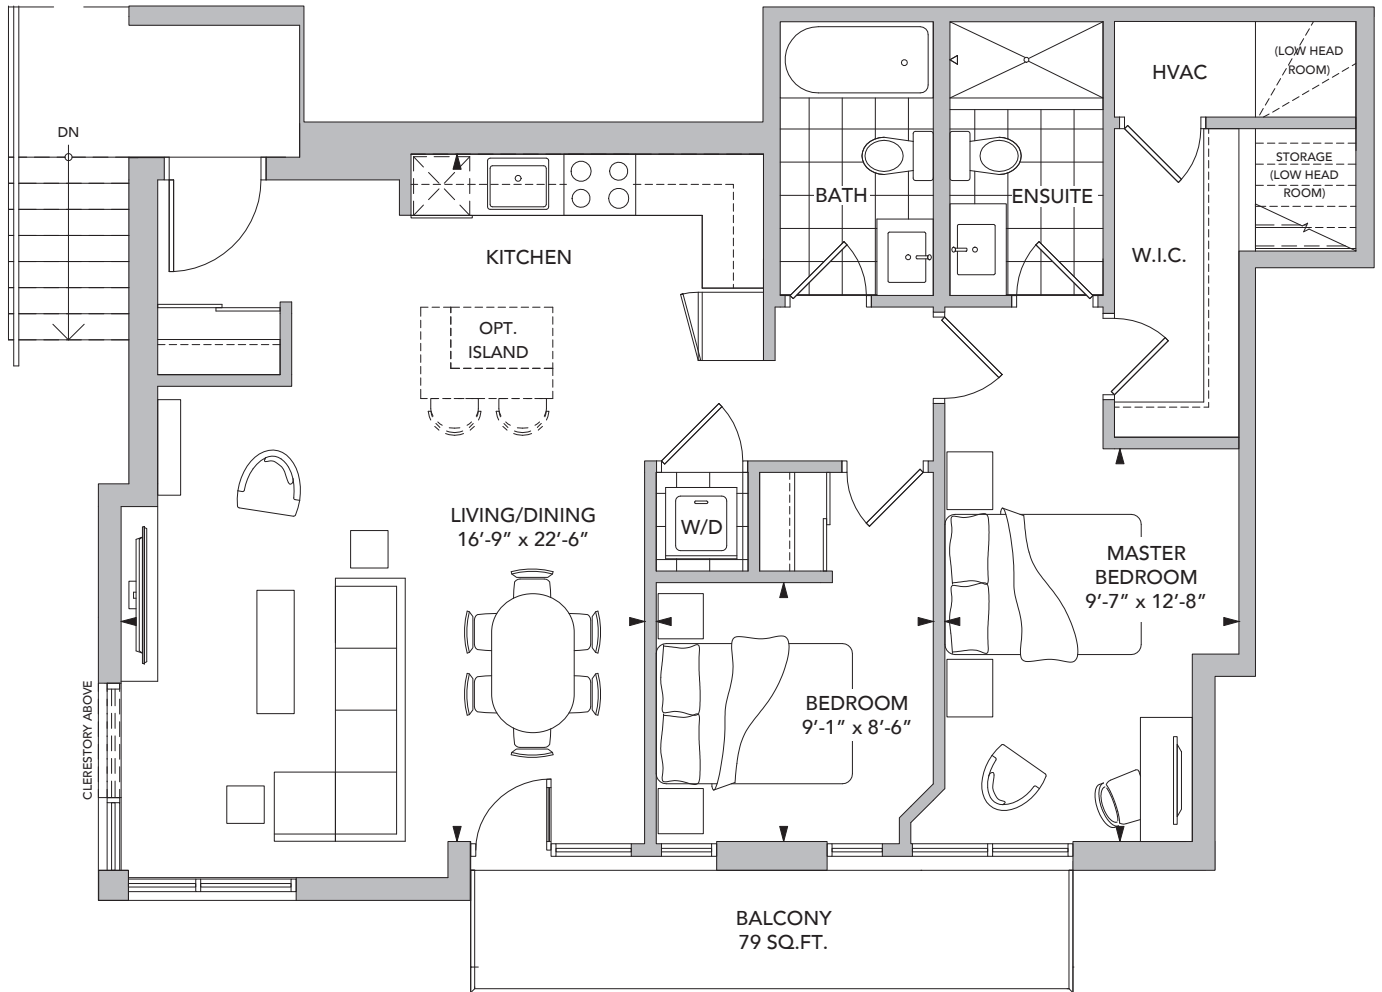 (LOW HEAD
ROOM)
HVAC
DN
STORAGE
(LOW HEAD
ROOM)
BATH
ENSUITE
KITCHEN
W.I.C.
OPT.
ISLAND
LIVING/DINING
16'-9" x 22'-6"
W/D
MASTER
BEDROOM
9'-7" x 12'-8"
CLERESTORY ABOVE
BEDROOM
9'-1" x 8'-6"
BALCONY
79 SQ.FT.